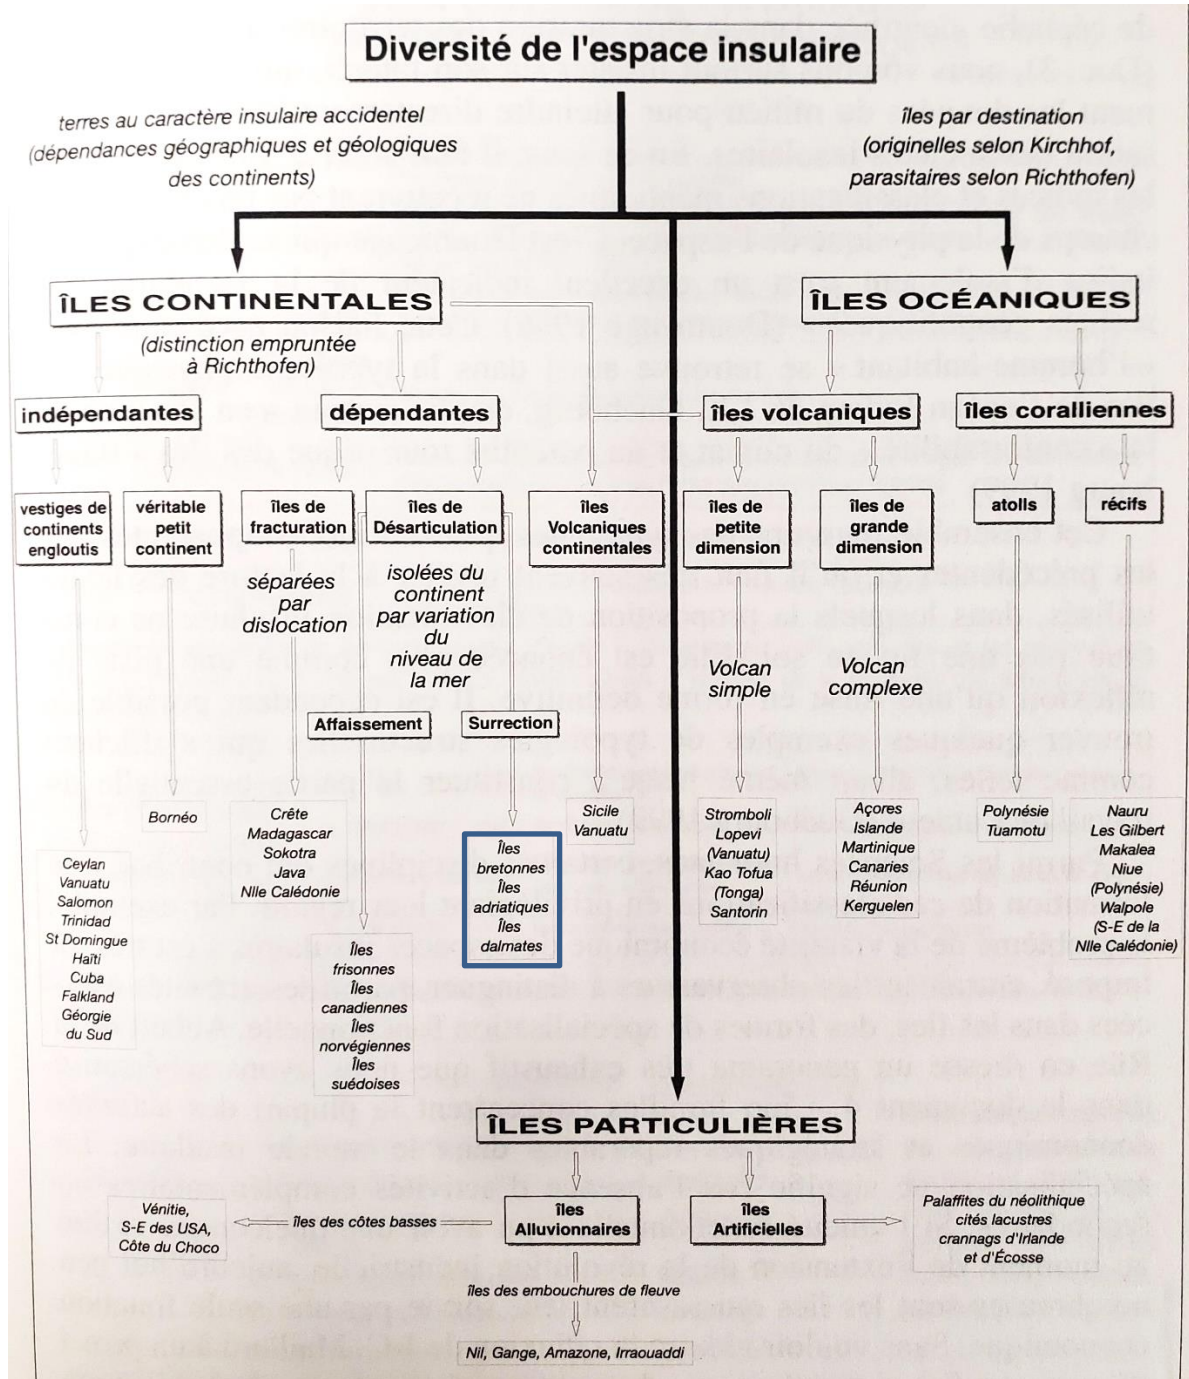 Diversité de l'espace insulaire
terres au caractère insulaire accidentel
(dépendances géographiques et géologiques
des continents)
îles par destination
(originelles selon Kirchhof,
parasitaires selon Richthofen)
ÎLES CONTINENTALES
ÎLES OCÉANIQUES
(distinction empruntée
à Richthofen)
indépendantes
dépendantes
îles volcaniques
îles coralliennes
vestiges de
continents
engloutis
véritable
petit
continent
îles de
fracturation
îles de
Désarticulation
îles
Volcaniques
continentales
îles de
petite
dimension
îles de
grande
dimension
atolls
récifs
séparées
par
dislocation
isolées du
continent
par variation
du
niveau de
la mer
Volcan
simple
Volcan
complexe
Affaissement
Surrection
Ceylan
Vanuatu
Salomon
Trinidad
St Domingue
Haïti
Cuba
Falkland
Géorgie
du Sud
Bornéo
Crête
Madagascar
Sokotra
Java
Nlle Calédonie
Îles
frisonnes
Îles
canadiennes
Îles
norvégiennes
Îles
suédoises
Îles
bretonnes
Îles
adriatiques
Îles
dalmates
Sicile
Vanuatu
Stromboli
Lopevi
(Vanuatu)
Kao Tofua
(Tonga)
Santorin
Açores
Islande
Martinique
Canaries
Réunion
Kerguelen
Polynésie
Tuamotu
Nauru
Les Gilbert
Makalea
Niue
(Polynésie)
Walpole
(S-E de la
Nlle Calédonie)
ÎLES PARTICULIÈRES
Vénitie,
S-E des USA,
Côte du Choco
îles des côtes basses
îles
Alluvionnaires
îles
Artificielles
Palaffites du néolithique
cités lacustres
crannags d'Irlande
et d'Écosse
îles des embouchures de fleuve
Nil, Gange, Amazone, Irraouaddi